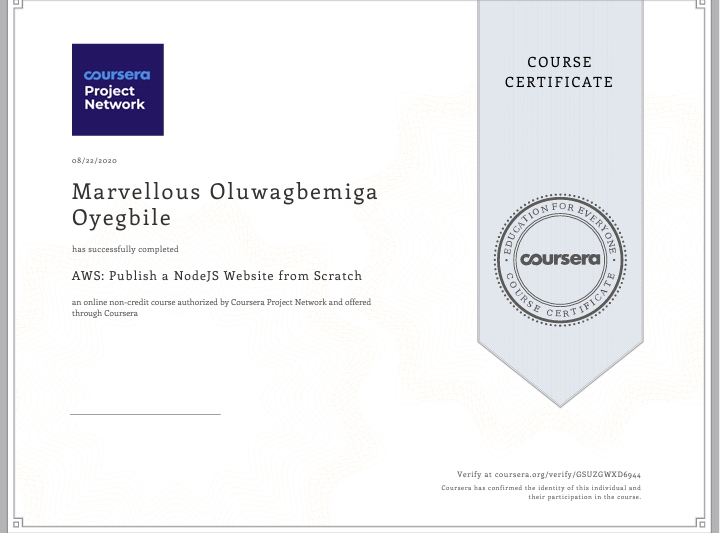 coursera
Project
Network
COURSE
CERTIFICATE
08/22/2020
Marvellous Oluwagbemiga
Oyegbile
has successfully completed
AWS: Publish a NodeJS Website from Scratch
an online non-credit course authorized by Coursera Project Network and offered
through Coursera
EDUCATION FOR EVERYONE
coursera
COURSE CERTIFICATE
Verify at coursera.org/verify/GSUZGWXD6944
Coursera has confirmed the identity of this individual and
their participation in the course.